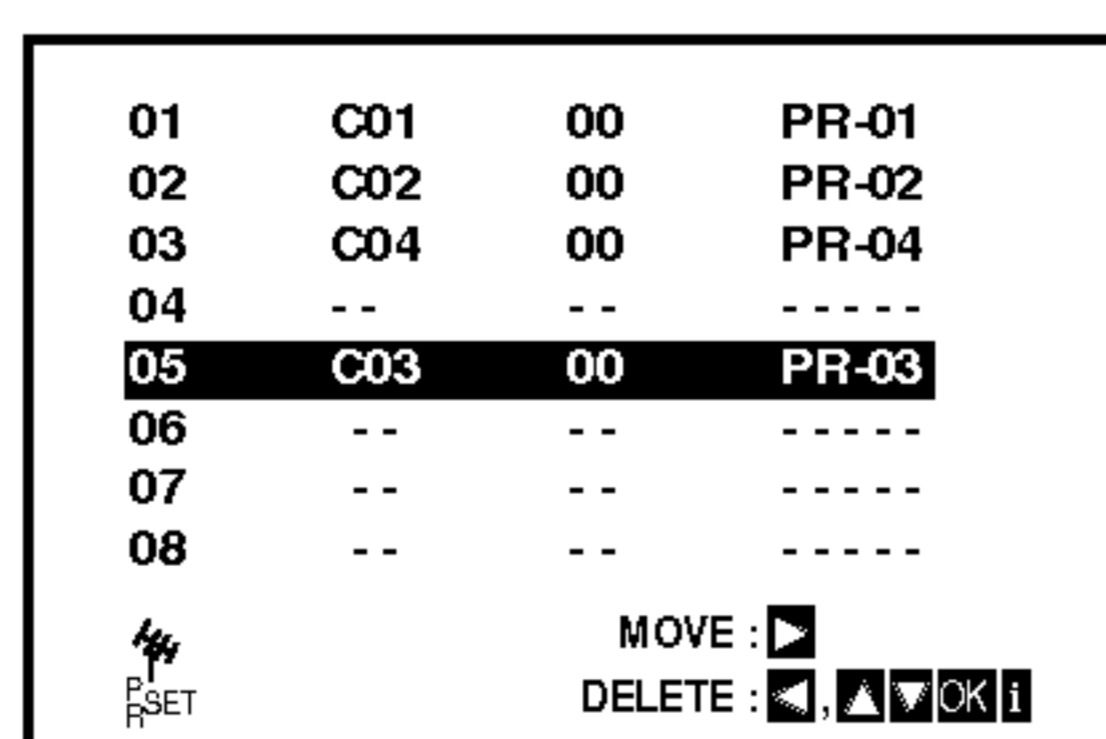 01 C01 00 PR-01
02 C02 00 PR-02
03 C04 00 PR-04
04 -- -- -----
05 C03 00 PR-03
06 -- -- -----
07 -- -- -----
08 -- -- -----
MOVE : ▶
PR SET DELETE : ◀ , ▲ ▼ OK i